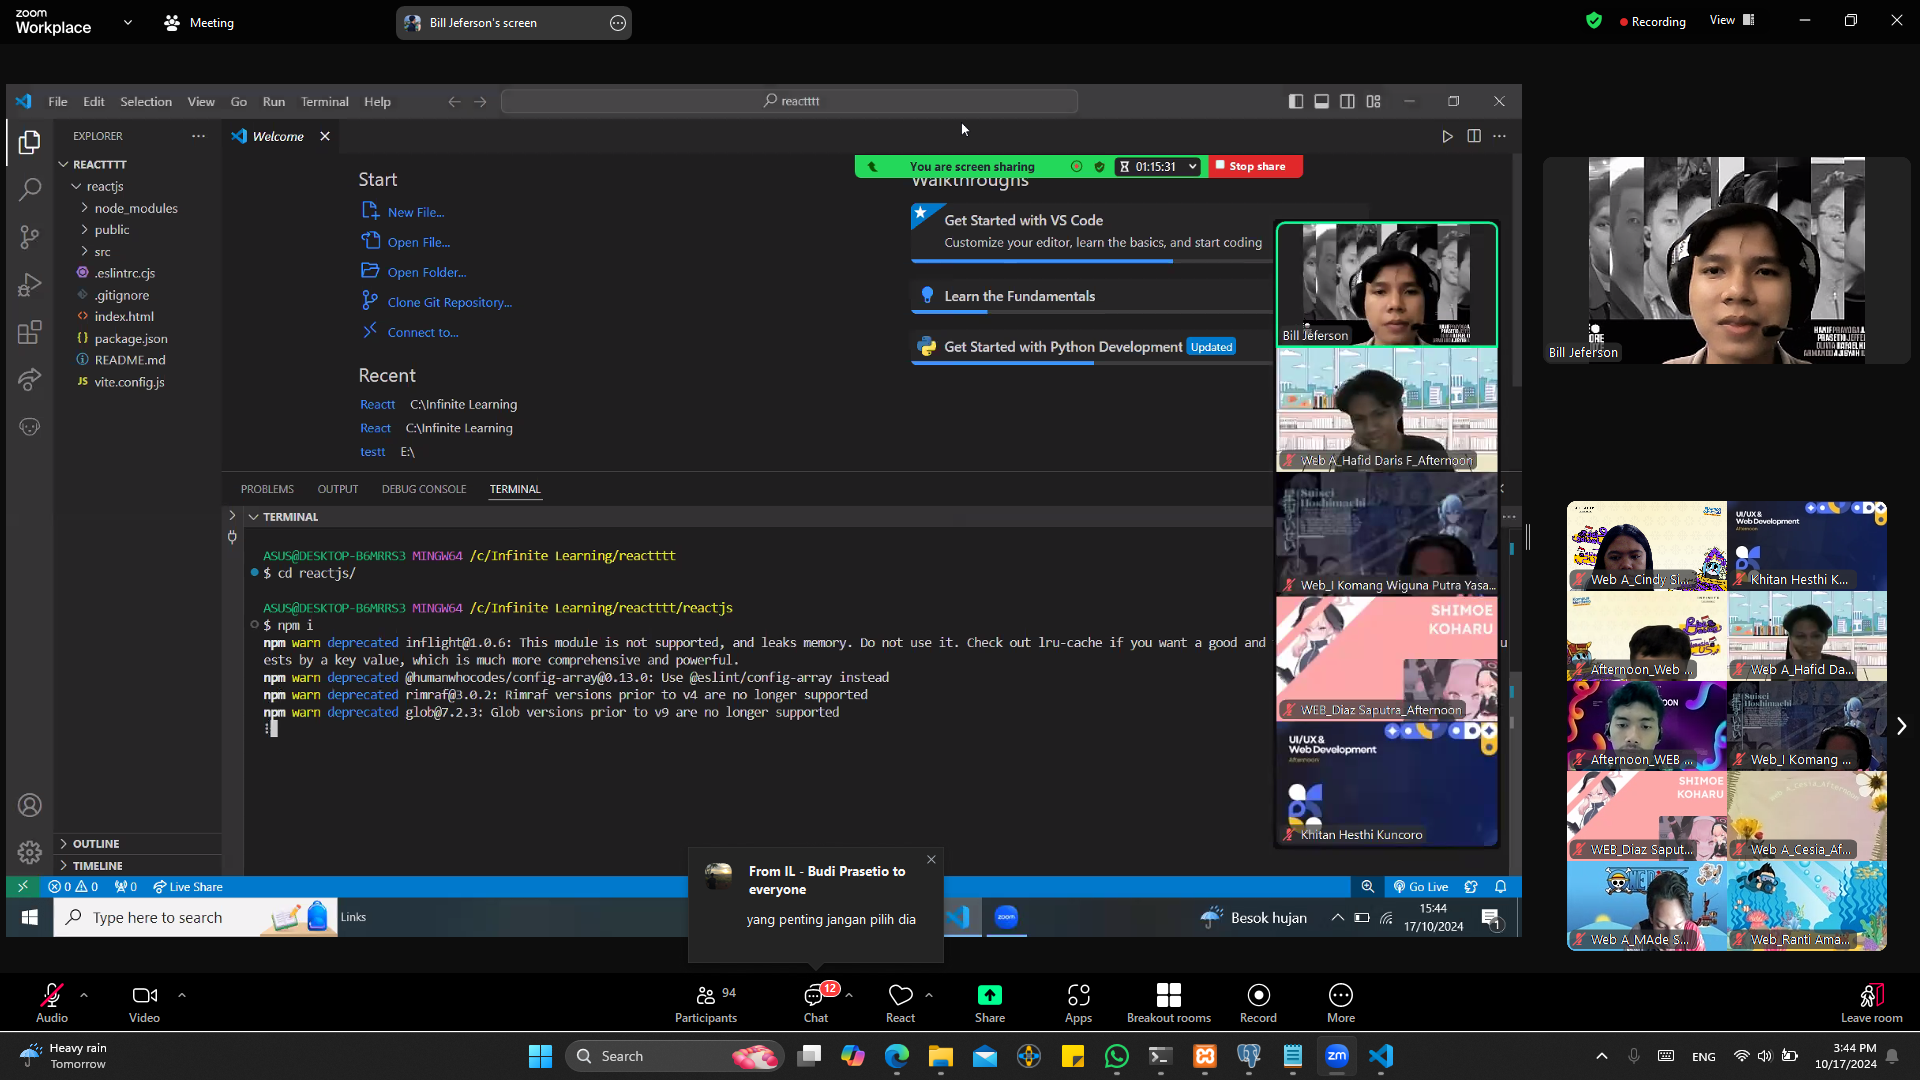 zoom
Workplace
Meeting
Bill Jeferson's screen
Recording
View
File Edit Selection View Go Run Terminal Help
reactttt
EXPLORER
Welcome
REACTTTT
reactjs
node_modules
public
src
.eslintrc.cjs
.gitignore
index.html
package.json
README.md
JS vite.config.js
OUTLINE
TIMELINE
You are screen sharing
01:15:31
Stop share
Start
New File...
Open File...
Open Folder...
Clone Git Repository...
Connect to...
Recent
Reactt C:\Infinite Learning
React C:\Infinite Learning
testt E:\
Walkthroughs
Get Started with VS Code
Customize your editor, learn the basics, and start coding
Learn the Fundamentals
Get Started with Python Development Updated
PROBLEMS OUTPUT DEBUG CONSOLE TERMINAL
TERMINAL
ASUS@DESKTOP-B6MRRS3 MINGW64 /c/Infinite Learning/reactttt
$ cd reactjs/
ASUS@DESKTOP-B6MRRS3 MINGW64 /c/Infinite Learning/reactttt/reactjs
$ npm i
npm warn deprecated inflight@1.0.6: This module is not supported, and leaks memory. Do not use it. Check out lru-cache if you want a good and
ests by a key value, which is much more comprehensive and powerful.
npm warn deprecated @humanwhocodes/config-array@0.13.0: Use @eslint/config-array instead
npm warn deprecated rimraf@3.0.2: Rimraf versions prior to v4 are no longer supported
npm warn deprecated glob@7.2.3: Glob versions prior to v9 are no longer supported
Bill Jeferson
Web A_Hafid Daris F_Afternoon
Suisei
Hoshimachi
Web_I Komang Wiguna Putra Yasa...
SHIMOE
KOHARU
WEB_Diaz Saputra_Afternoon
UI/UX &
Web Development
Afternoon
Khitan Hesthi Kuncoro
0 0 0 Live Share
Go Live
Type here to search
Links
Besok hujan
15:44
17/10/2024
1
From IL - Budi Prasetio to
everyone
yang penting jangan pilih dia
Bill Jeferson
UI/UX &
Web Development
Afternoon
Web A_Cindy Si...
Khitan Hesthi K...
Afternoon_Web ...
Web A_Hafid Da...
Afternoon_WEB ...
Suisei
Hoshimachi
Web_I Komang ...
SHIMOE
KOHARU
WEB_Diaz Saput...
Web A_Cesia_Af...
Web A_MAde S...
Web_Ranti Ama...
Audio
Video
94
Participants
12
Chat
React
Share
Apps
Breakout rooms
Record
More
Leave room
Heavy rain
Tomorrow
Search
zm
ENG
3:44 PM
10/17/2024